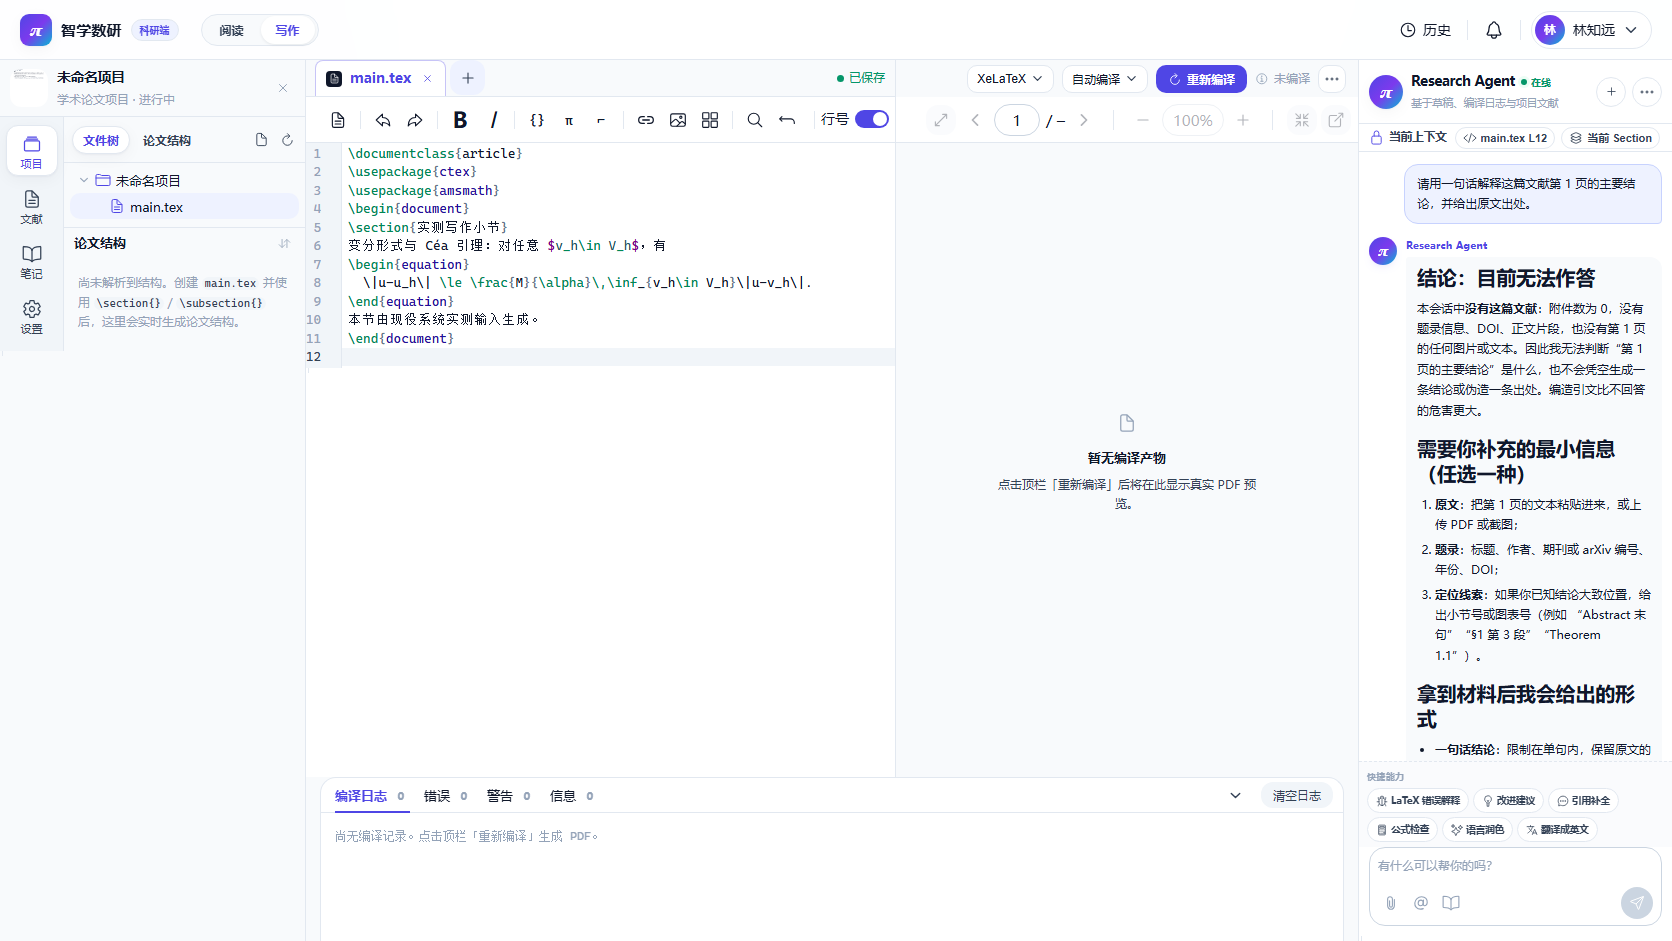 π 智学数研 科研端 阅读 写作 历史 林 林知远
未命名项目
学术论文项目 · 进行中
项目
文献
笔记
设置
文件树 论文结构
未命名项目
main.tex
论文结构
尚未解析到结构。创建 main.tex 并使
用 \section{} / \subsection{}
后，这里会实时生成论文结构。
main.tex × + 已保存
B I {} π 行号
1 \documentclass{article}
2 \usepackage{ctex}
3 \usepackage{amsmath}
4 \begin{document}
5 \section{实测写作小节}
6 变分形式与 Céa 引理: 对任意 $v_h\in V_h$, 有
7 \begin{equation}
8 \|u-u_h\| \le \frac{M}{\alpha}\,\inf_{v_h\in V_h}\|u-v_h\|.
9 \end{equation}
10 本节由现役系统实测输入生成。
11 \end{document}
12
XeLaTeX 自动编译 重新编译 未编译
1 / – 100%
暂无编译产物
点击顶栏「重新编译」后将在此显示真实 PDF 预
览。
编译日志 0 错误 0 警告 0 信息 0 清空日志
尚无编译记录。点击顶栏「重新编译」生成 PDF。
π Research Agent 在线
基于草稿、编译日志与项目文献
当前上下文 </> main.tex L12 当前 Section
请用一句话解释这篇文献第 1 页的主要结
论，并给出原文出处。
π Research Agent
结论：目前无法作答
本会话中没有这篇文献：附件数为 0，没有
题录信息、DOI、正文片段，也没有第 1 页
的任何图片或文本。因此我无法判断“第 1
页的主要结论”是什么，也不会凭空生成一
条结论或伪造一条出处。编造引文比不回答
的危害更大。
需要你补充的最小信息
（任选一种）
1. 原文：把第 1 页的文本粘贴进来，或上
传 PDF 或截图；
2. 题录：标题、作者、期刊或 arXiv 编号、
年份、DOI；
3. 定位线索：如果你已知结论大致位置，给
出小节号或图表号（例如 “Abstract 末
句” “§1 第 3 段” “Theorem
1.1”）。
拿到材料后我会给出的形
式
• 一句话结论：限制在单句内，保留原文的
快捷能力
LaTeX 错误解释 改进建议 引用补全
公式检查 语言润色 翻译成英文
有什么可以帮你的吗?
@